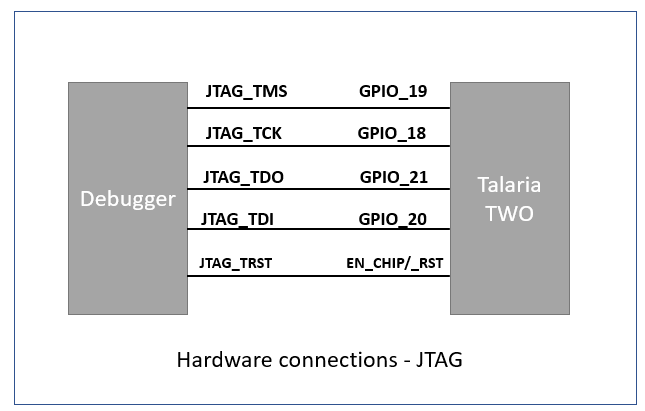 JTAG_TMS GPIO_19
JTAG_TCK GPIO_18
JTAG_TDO GPIO_21
Debugger
Talaria
TWO
JTAG_TDI GPIO_20
JTAG_TRST EN_CHIP/_RST
Hardware connections - JTAG